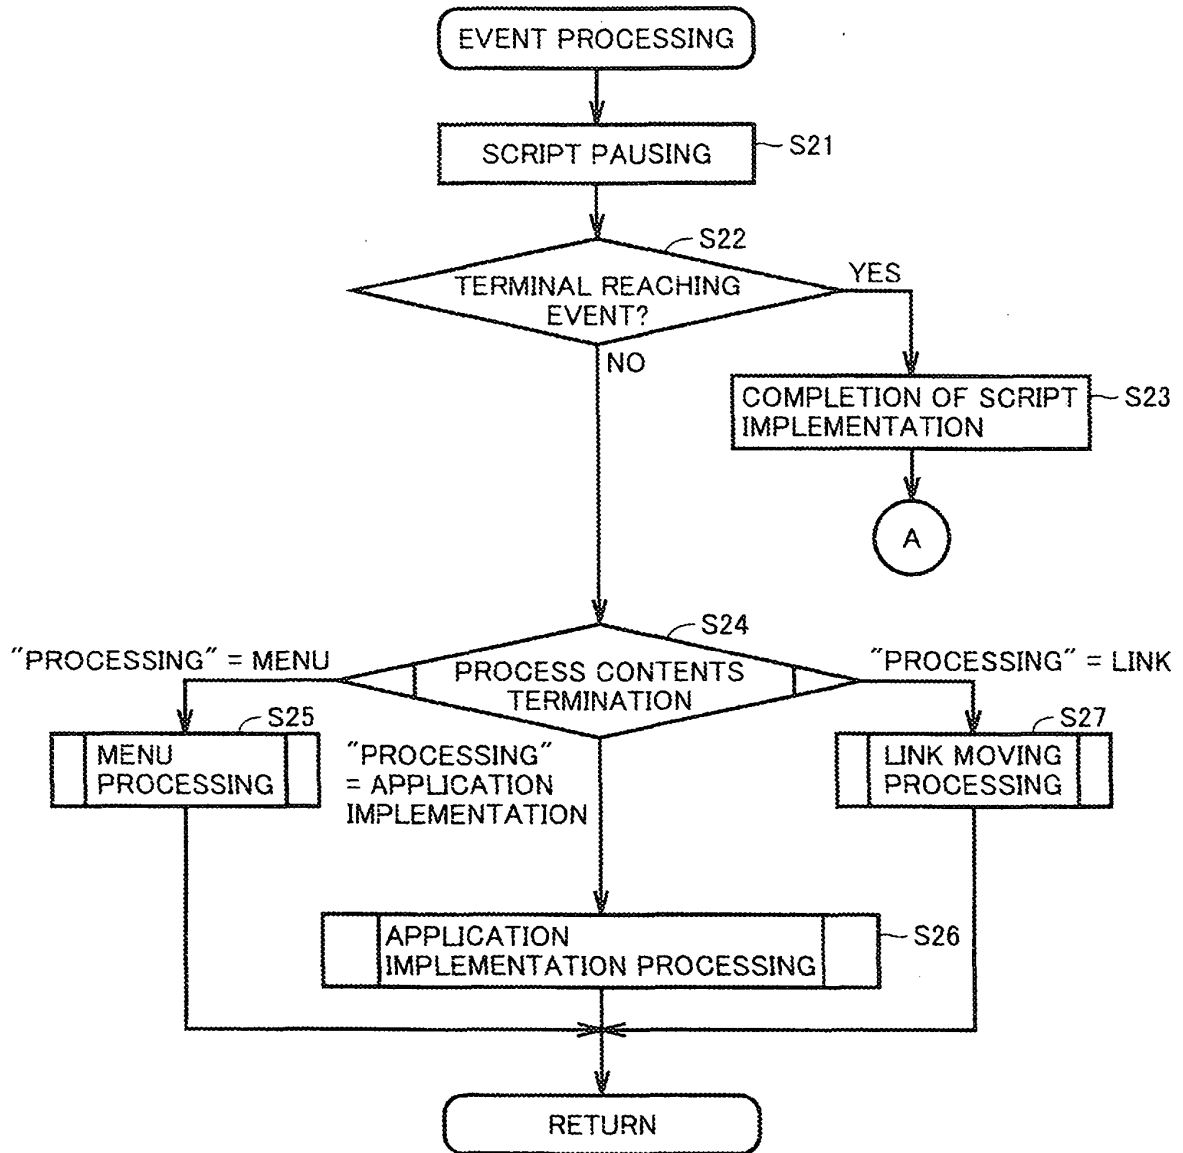 EVENT PROCESSING
SCRIPT PAUSING
S21
S22
TERMINAL REACHING
EVENT?
YES
NO
COMPLETION OF SCRIPT
IMPLEMENTATION
S23
A
S24
"PROCESSING" = MENU
PROCESS CONTENTS
TERMINATION
"PROCESSING" = LINK
S25
MENU
PROCESSING
"PROCESSING"
= APPLICATION
IMPLEMENTATION
S27
LINK MOVING
PROCESSING
APPLICATION
IMPLEMENTATION PROCESSING
S26
RETURN